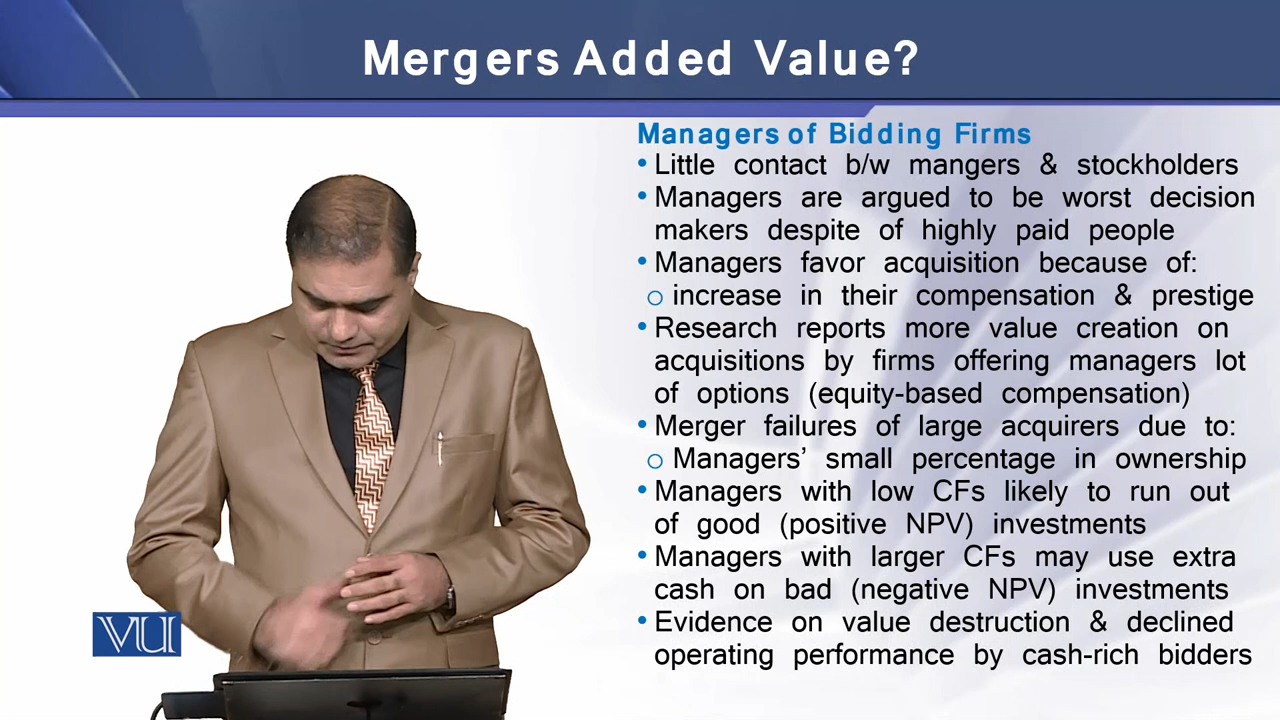 Mergers Added Value?
Managers of Bidding Firms
• Little contact b/w mangers & stockholders
• Managers are argued to be worst decision
makers despite of highly paid people
• Managers favor acquisition because of:
o increase in their compensation & prestige
• Research reports more value creation on
acquisitions by firms offering managers lot
of options (equity-based compensation)
• Merger failures of large acquirers due to:
o Managers’ small percentage in ownership
• Managers with low CFs likely to run out
of good (positive NPV) investments
• Managers with larger CFs may use extra
cash on bad (negative NPV) investments
• Evidence on value destruction & declined
operating performance by cash-rich bidders
VU